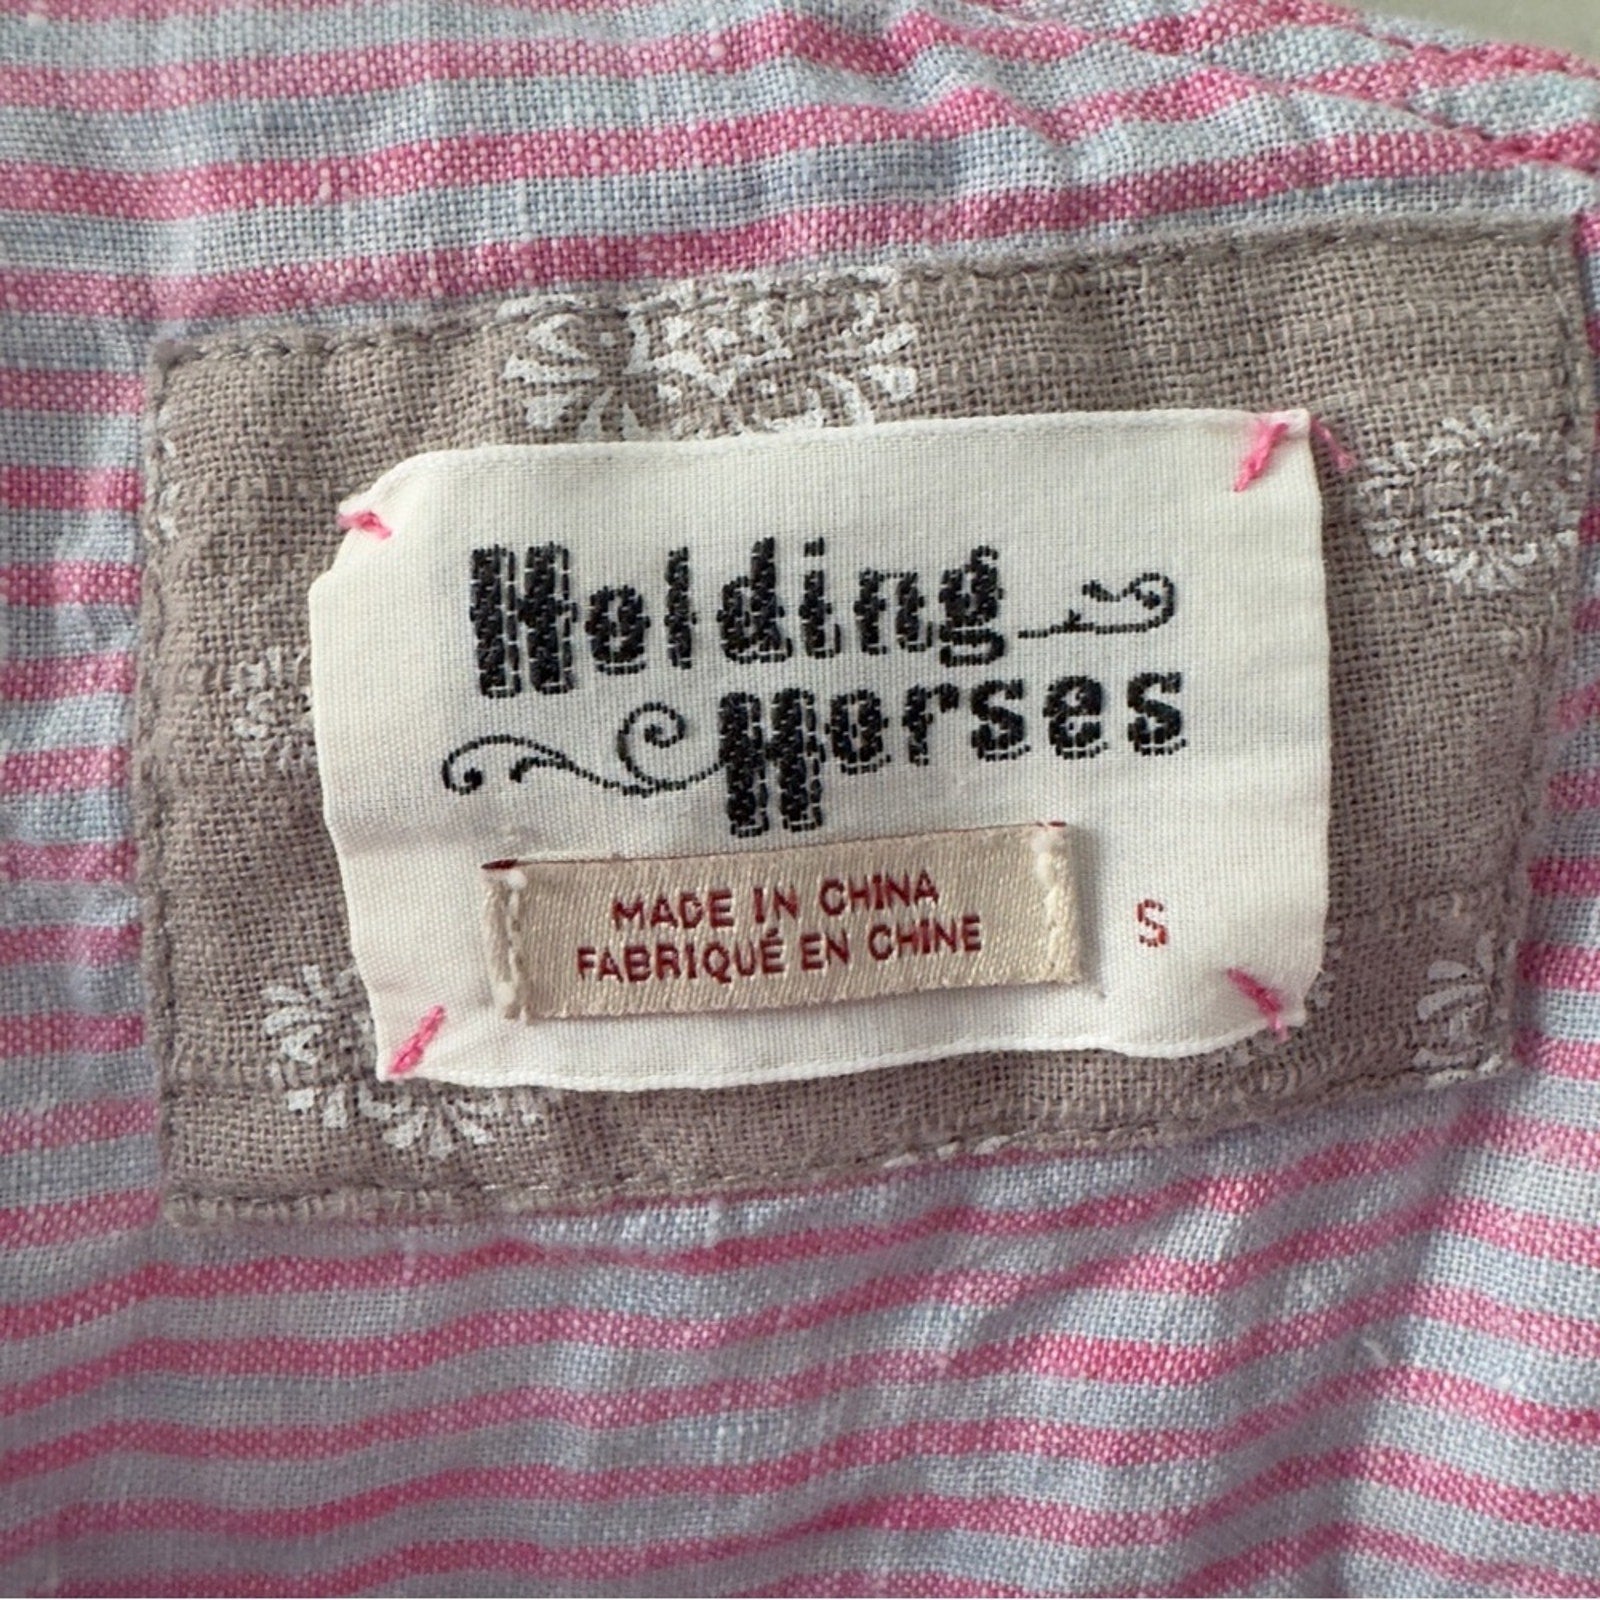 Holding
Horses
MADE IN CHINA
FABRIQUÉ EN CHINE
S